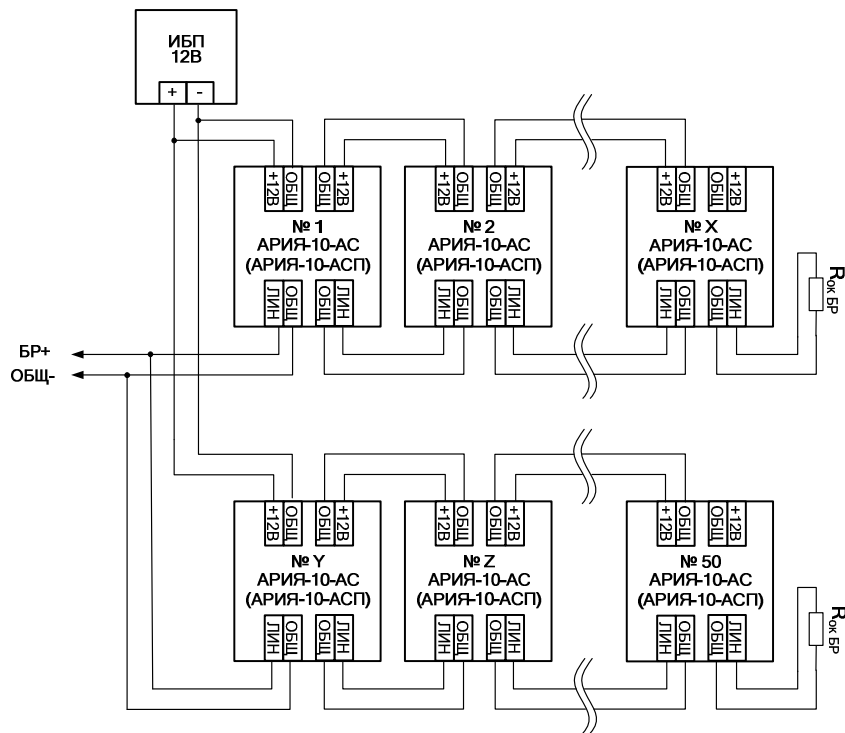 ИБП
12В
+ -
+12В ОБЩ ОБЩ +12В
№ 1
АРИЯ-10-АС
(АРИЯ-10-АСП)
ЛИН ОБЩ ОБЩ ЛИН
+12В ОБЩ ОБЩ +12В
№ 2
АРИЯ-10-АС
(АРИЯ-10-АСП)
ЛИН ОБЩ ОБЩ ЛИН
+12В ОБЩ ОБЩ +12В
№ X
АРИЯ-10-АС
(АРИЯ-10-АСП)
ЛИН ОБЩ ОБЩ ЛИН
Rок БР
БР+
ОБЩ-
+12В ОБЩ ОБЩ +12В
№ Y
АРИЯ-10-АС
(АРИЯ-10-АСП)
ЛИН ОБЩ ОБЩ ЛИН
+12В ОБЩ ОБЩ +12В
№ Z
АРИЯ-10-АС
(АРИЯ-10-АСП)
ЛИН ОБЩ ОБЩ ЛИН
+12В ОБЩ ОБЩ +12В
№ 50
АРИЯ-10-АС
(АРИЯ-10-АСП)
ЛИН ОБЩ ОБЩ ЛИН
Rок БР